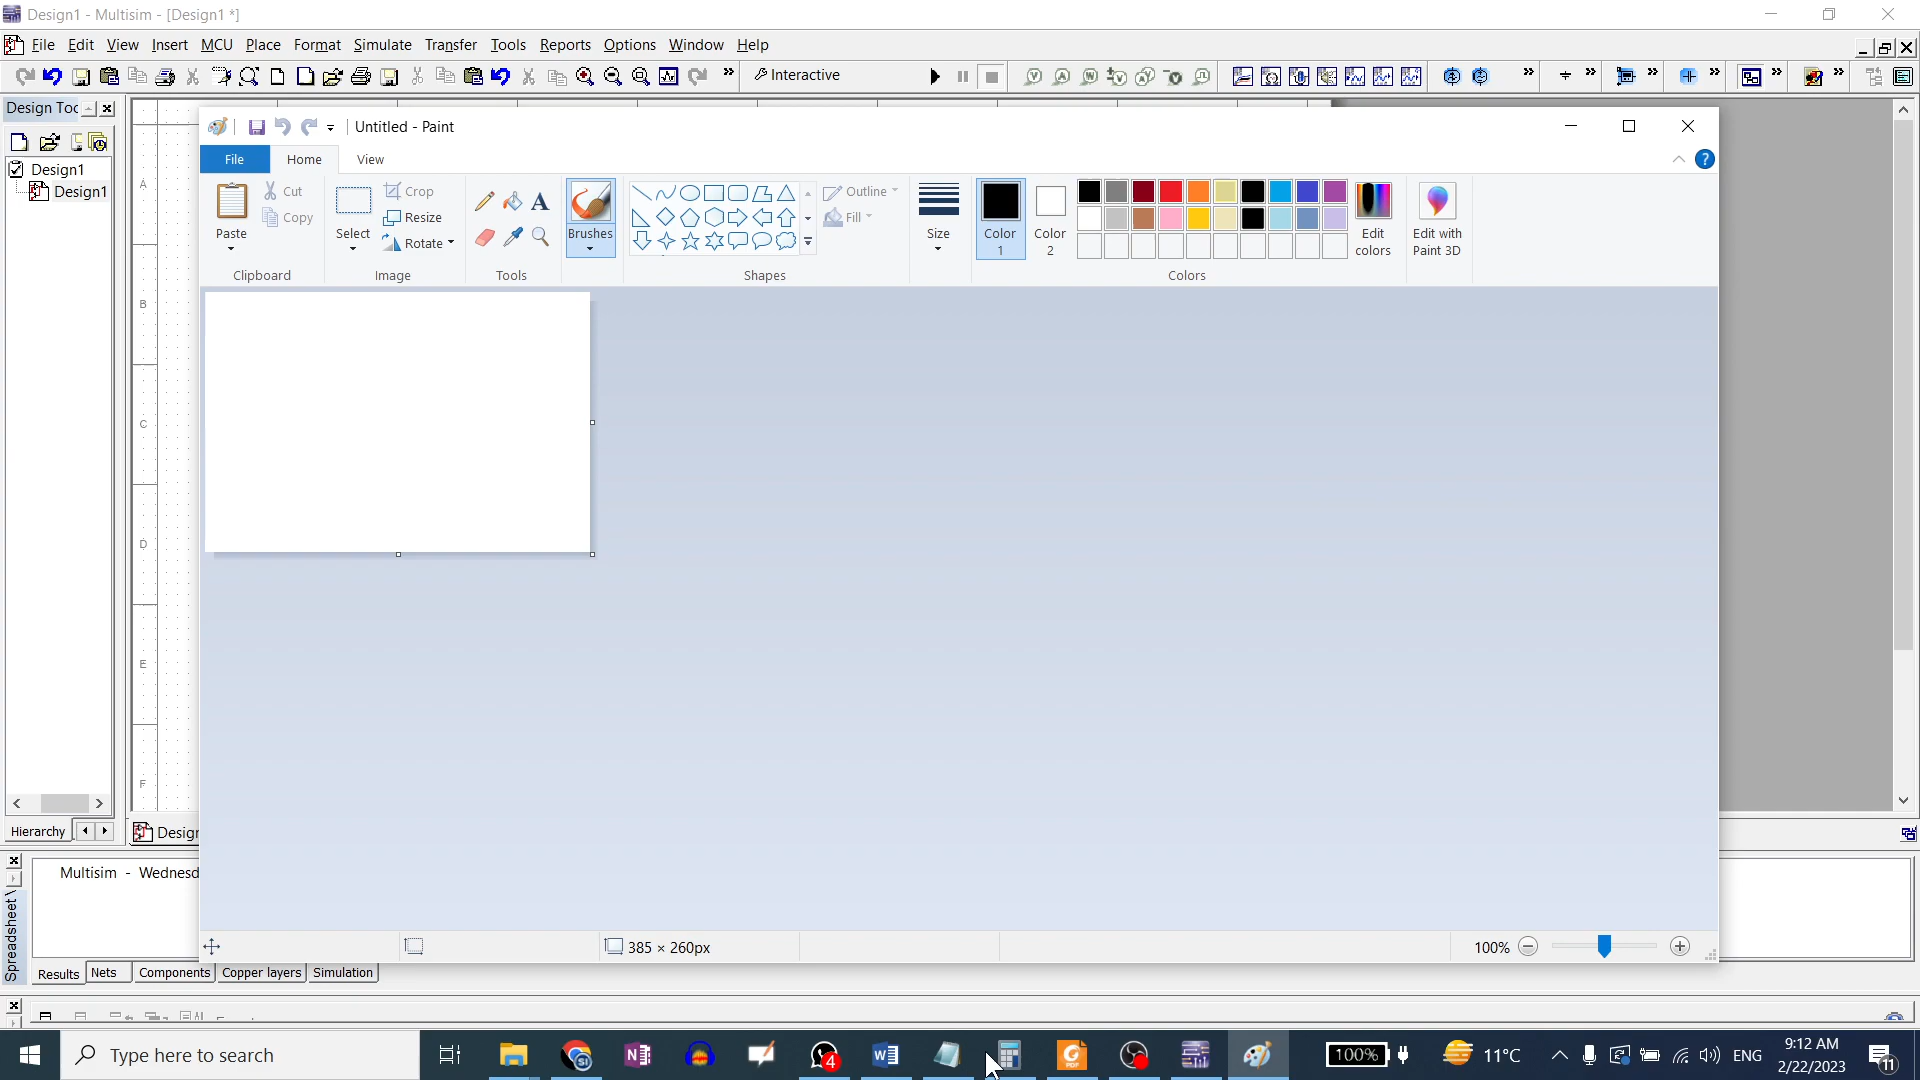 Design1 - Multisim - [Design1 *]
File Edit View Insert MCU Place Format Simulate Transfer Tools Reports Options Window Help
Interactive
Design Toc
Design1
Design1
A
B
C
D
E
F
Hierarchy
Desigr
Untitled - Paint
File Home View
Paste
Cut
Copy
Clipboard
Select
Crop
Resize
Rotate
Image
A
Tools
Brushes
Outline
Fill
Shapes
Size
Color 1
Color 2
Edit colors
Colors
Edit with Paint 3D
385 × 260px
100%
Multisim - Wednesd
Spreadsheet \
Results Nets Components Copper layers Simulation
Type here to search
SI
N
4
W
PDF
100%
11°C
ENG
9:12 AM
2/22/2023
11